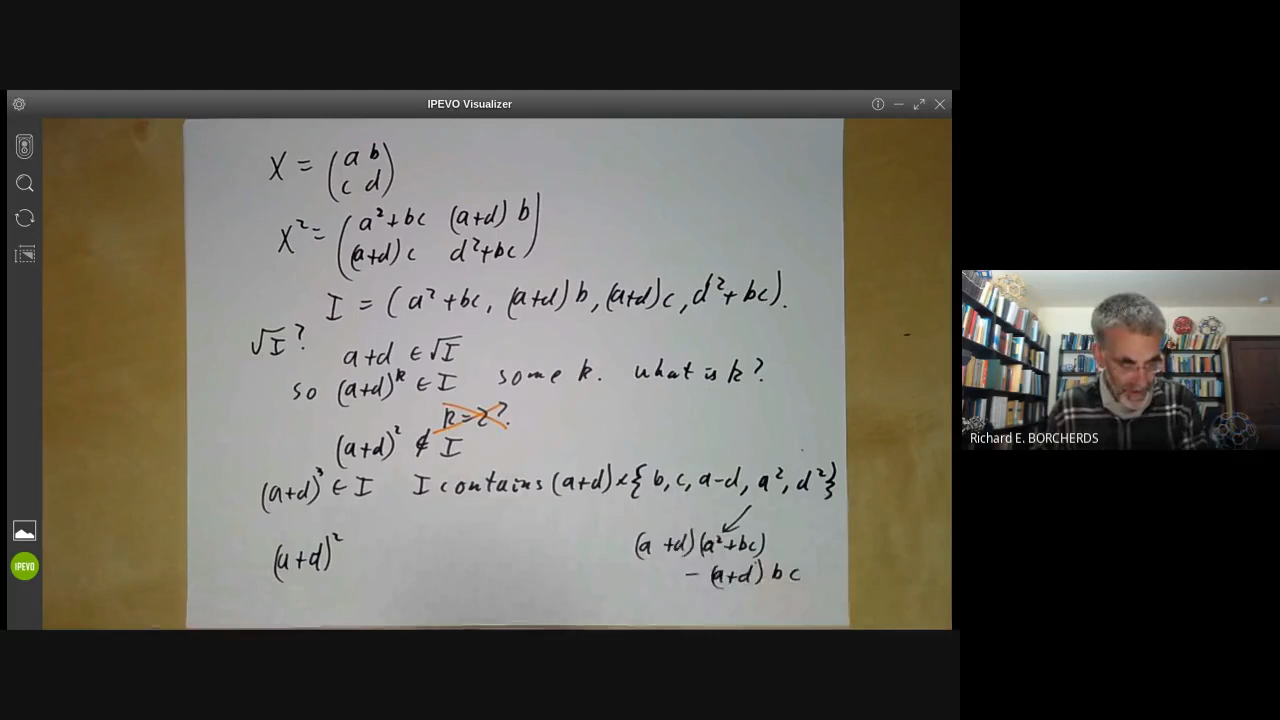 IPEVO Visualizer
X = (a b
c d)
X² = (a²+bc (a+d) b
(a+d) c d²+bc)
I = (a²+bc, (a+d) b, (a+d)c, d²+bc).
√I ? a+d ∈ √I
so (a+d)^k ∈ I some k. what is k?
k=2?
(a+d)² ∉ I
(a+d)³ ∈ I I contains (a+d)×{ b, c, a-d, a², d² }
(a+d)² (a+d)(a²+bc)
- (a+d) b c
IPEVO
Richard E. BORCHERDS